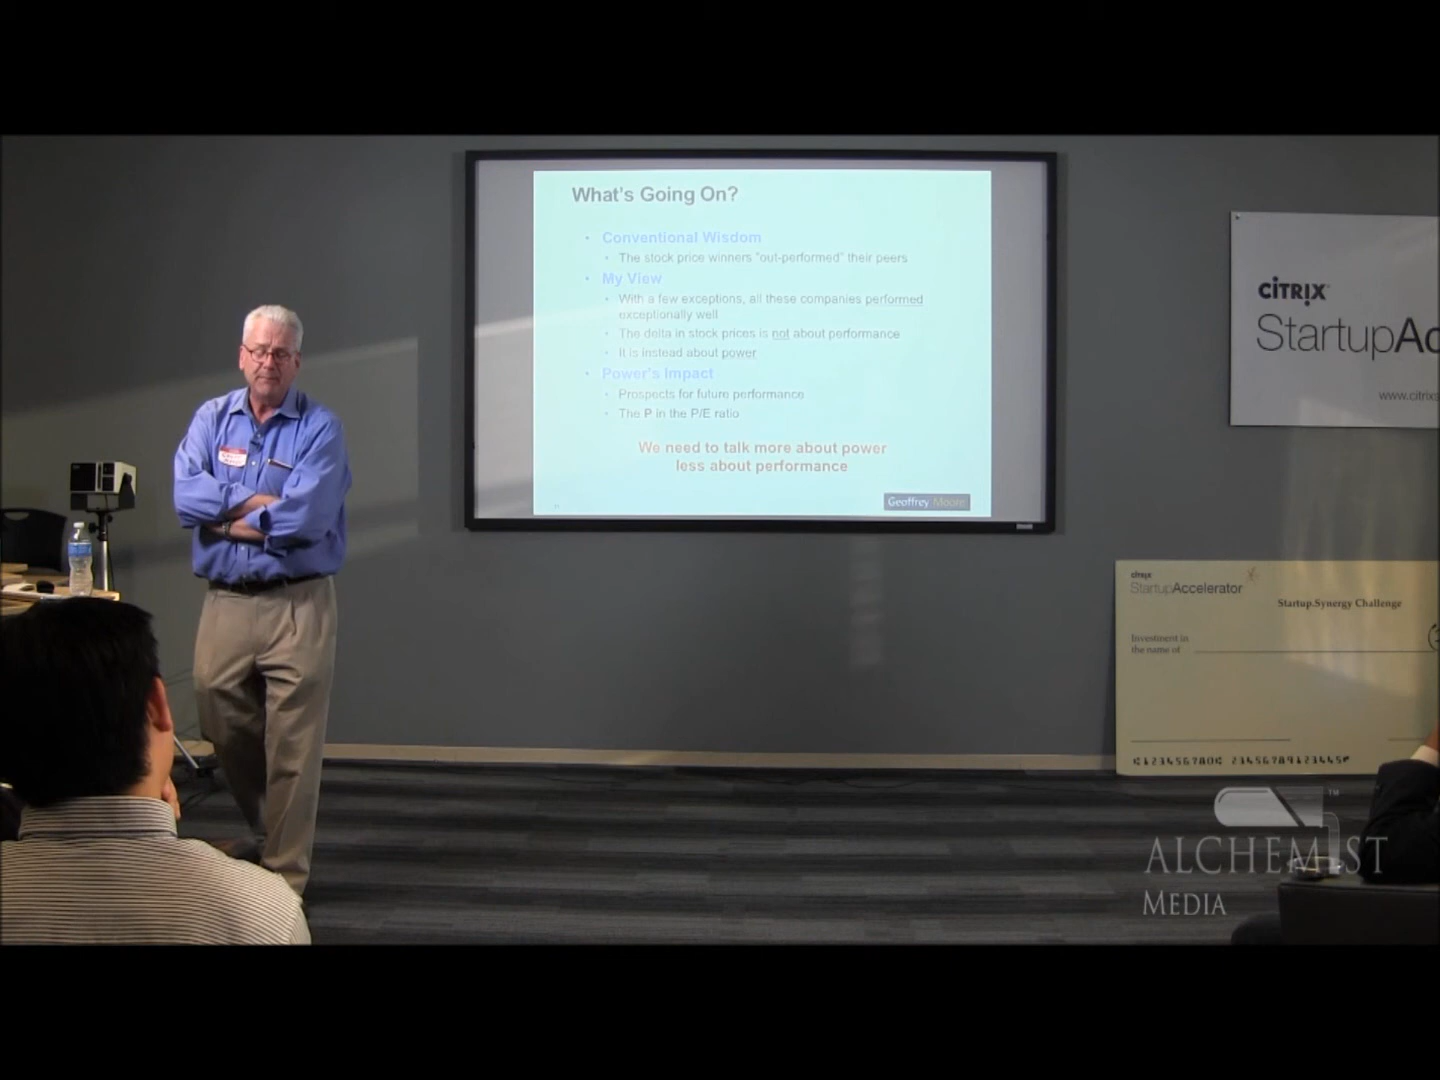 What's Going On?
• Conventional Wisdom
• The stock price winners "out-performed" their peers
• My View
• With a few exceptions, all these companies performed
exceptionally well
• The delta in stock prices is not about performance
• It is instead about power
• Power's Impact
• Prospects for future performance
• The P in the P/E ratio
We need to talk more about power
less about performance
Geoffrey Moore
CiTRIX
StartupAc
www.citrixs
citrix
StartupAccelerator
Startup.Synergy Challenge
Investment in
the name of
ALCHEMIST
MEDIA